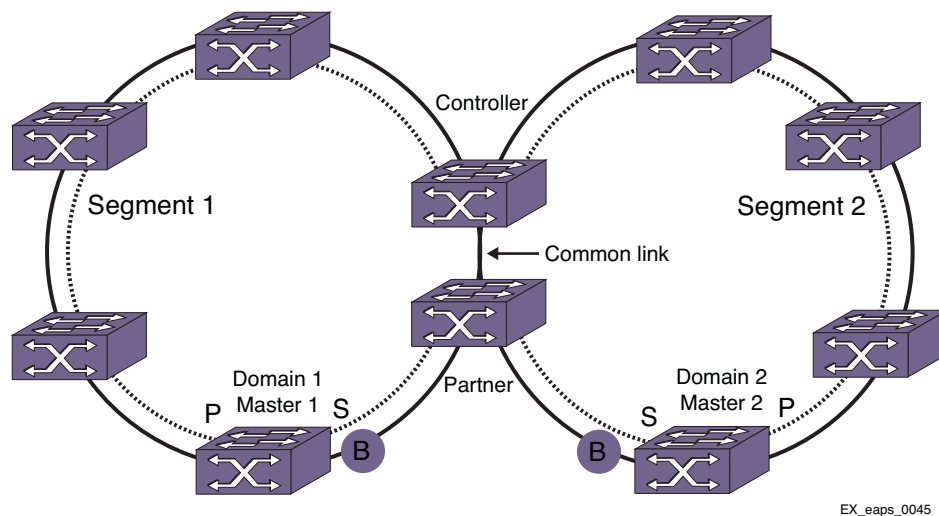 Controller
Segment 1
Segment 2
Common link
Partner
Domain 1
Master 1
P
S
B
Domain 2
Master 2
S
P
B
EX_eaps_0045